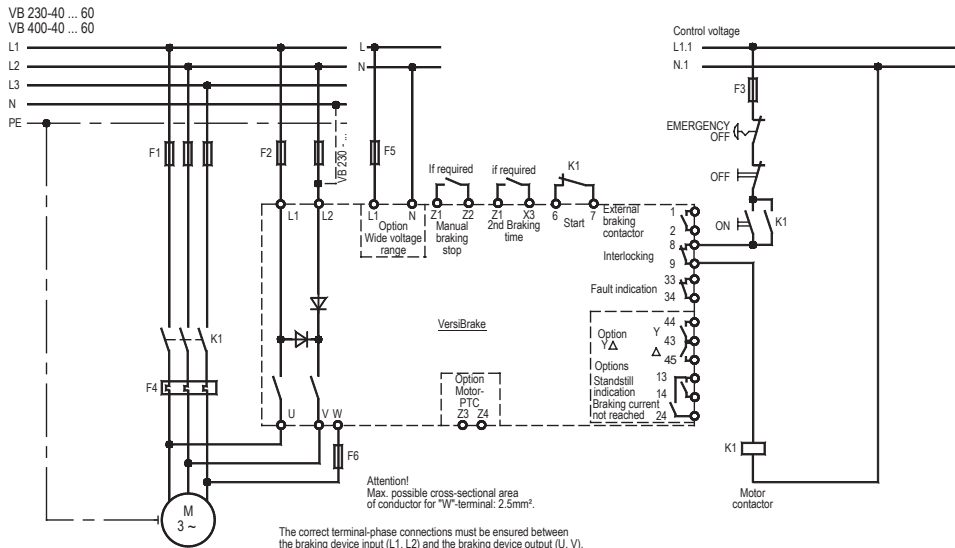 VB 230-40 ... 60
VB 400-40 ... 60
L1
L2
L3
N
PE
L
N
Control voltage
L1.1
N.1
F1
F2
VB 230 - ...
F5
F3
EMERGENCY
OFF
OFF
ON
K1
If required
if required
K1
L1
L2
L1
N
Z1
Z2
Z1
X3
6
7
Option
Wide voltage
range
Manual
braking
stop
2nd Braking
time
Start
External
braking
contactor
1
2
Interlocking
8
9
Fault indication
33
34
VersiBrake
Option
Y△
Y
△
44
43
45
Options
Standstill
indication
Braking current
not reached
13
14
24
K1
F4
Option
Motor-
PTC
Z3
Z4
U
V
W
F6
K1
Motor
contactor
Attention!
Max. possible cross-sectional area
of conductor for "W"-terminal: 2.5mm².
M
3 ~
The correct terminal-phase connections must be ensured between
the braking device input (L1, L2) and the braking device output (U, V).